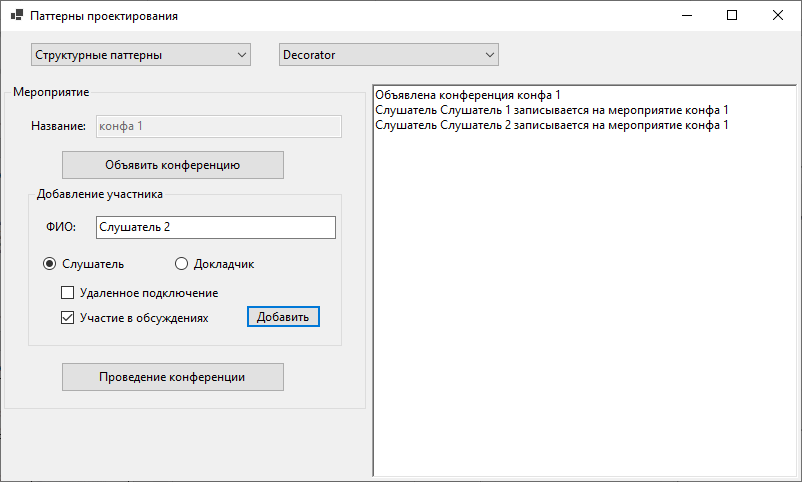 Паттерны проектирования
Структурные паттерны
Decorator
Мероприятие
Название: конфа 1
Объявить конференцию
Добавление участника
ФИО: Слушатель 2
Слушатель Докладчик
Удаленное подключение
Участие в обсуждениях Добавить
Проведение конференции
Объявлена конференция конфа 1
Слушатель Слушатель 1 записывается на мероприятие конфа 1
Слушатель Слушатель 2 записывается на мероприятие конфа 1